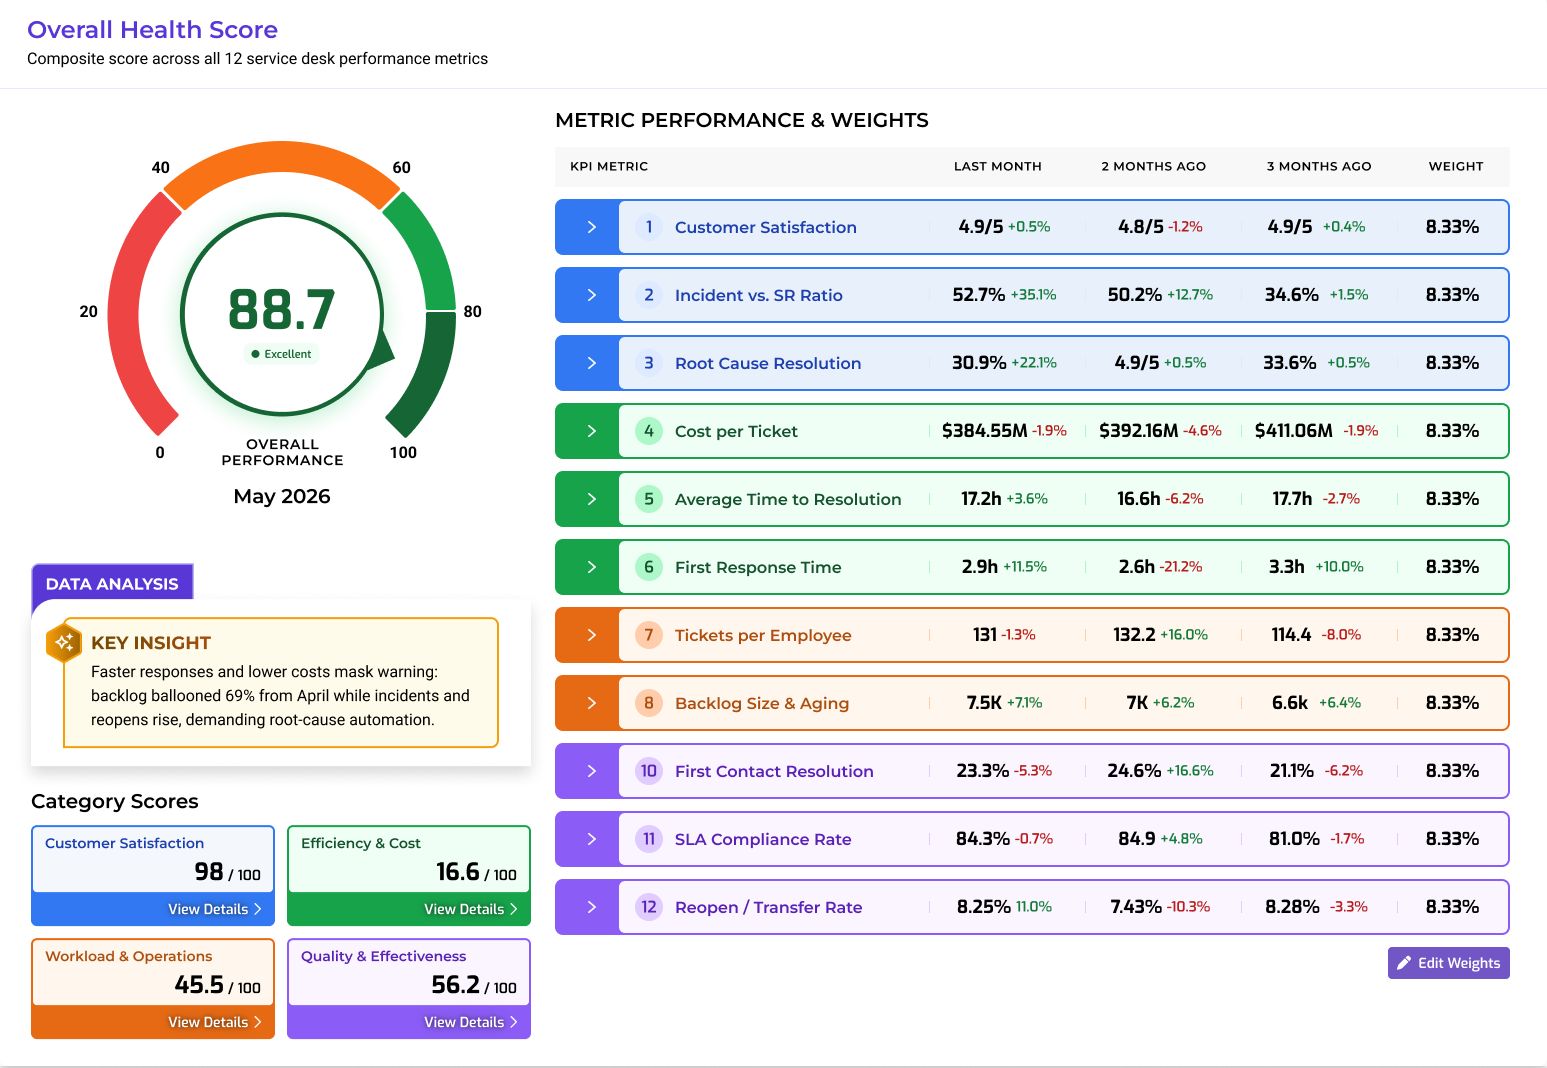 Overall Health Score
Composite score across all 12 service desk performance metrics
40
60
20
80
0
100
88.7
Excellent
OVERALL
PERFORMANCE
May 2026
DATA ANALYSIS
KEY INSIGHT
Faster responses and lower costs mask warning:
backlog ballooned 69% from April while incidents and
reopens rise, demanding root-cause automation.
Category Scores
Customer Satisfaction
98 / 100
View Details
Efficiency & Cost
16.6 / 100
View Details
Workload & Operations
45.5 / 100
View Details
Quality & Effectiveness
56.2 / 100
View Details
METRIC PERFORMANCE & WEIGHTS
KPI METRIC LAST MONTH 2 MONTHS AGO 3 MONTHS AGO WEIGHT
1 Customer Satisfaction 4.9/5 +0.5% 4.8/5 -1.2% 4.9/5 +0.4% 8.33%
2 Incident vs. SR Ratio 52.7% +35.1% 50.2% +12.7% 34.6% +1.5% 8.33%
3 Root Cause Resolution 30.9% +22.1% 4.9/5 +0.5% 33.6% +0.5% 8.33%
4 Cost per Ticket $384.55M -1.9% $392.16M -4.6% $411.06M -1.9% 8.33%
5 Average Time to Resolution 17.2h +3.6% 16.6h -6.2% 17.7h -2.7% 8.33%
6 First Response Time 2.9h +11.5% 2.6h -21.2% 3.3h +10.0% 8.33%
7 Tickets per Employee 131 -1.3% 132.2 +16.0% 114.4 -8.0% 8.33%
8 Backlog Size & Aging 7.5K +7.1% 7K +6.2% 6.6k +6.4% 8.33%
10 First Contact Resolution 23.3% -5.3% 24.6% +16.6% 21.1% -6.2% 8.33%
11 SLA Compliance Rate 84.3% -0.7% 84.9 +4.8% 81.0% -1.7% 8.33%
12 Reopen / Transfer Rate 8.25% 11.0% 7.43% -10.3% 8.28% -3.3% 8.33%
Edit Weights